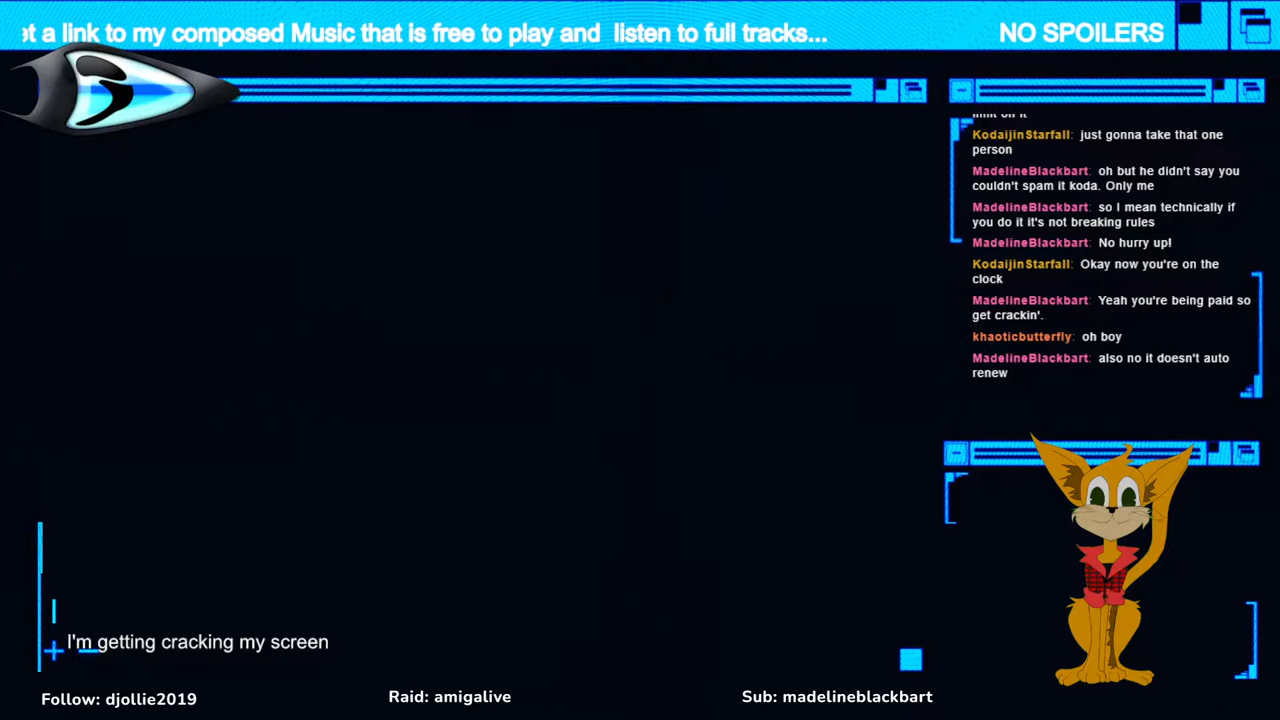 t a link to my composed Music that is free to play and  listen to full tracks...
NO SPOILERS
limit on it
KodaijinStarfall: just gonna take that one
person
MadelineBlackbart: oh but he didn't say you
couldn't spam it koda. Only me
MadelineBlackbart: so I mean technically if
you do it it's not breaking rules
MadelineBlackbart: No hurry up!
KodaijinStarfall: Okay now you're on the
clock
MadelineBlackbart: Yeah you're being paid so
get crackin'.
khaoticbutterfly: oh boy
MadelineBlackbart: also no it doesn't auto
renew
I'm getting cracking my screen
Follow: djollie2019
Raid: amigalive
Sub: madelineblackbart